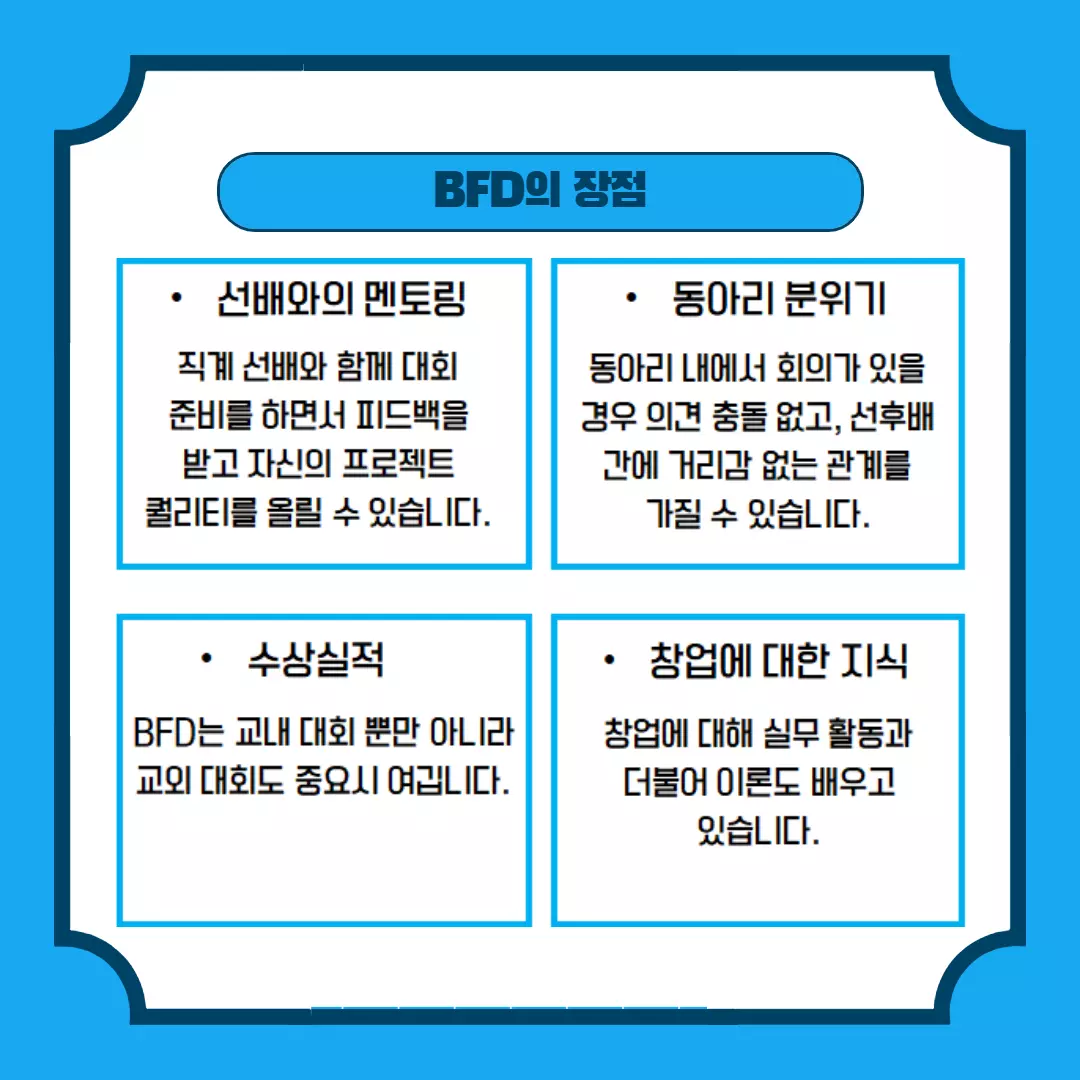 BFD의 장점
• 선배와의 멘토링
직계 선배와 함께 대회
준비를 하면서 피드백을
받고 자신의 프로젝트
퀄리티를 올릴 수 있습니다.
• 동아리 분위기
동아리 내에서 회의가 있을
경우 의견 충돌 없고, 선후배
간에 거리감 없는 관계를
가질 수 있습니다.
• 수상실적
BFD는 교내 대회 뿐만 아니라
교외 대회도 중요시 여깁니다.
• 창업에 대한 지식
창업에 대해 실무 활동과
더불어 이론도 배우고
있습니다.